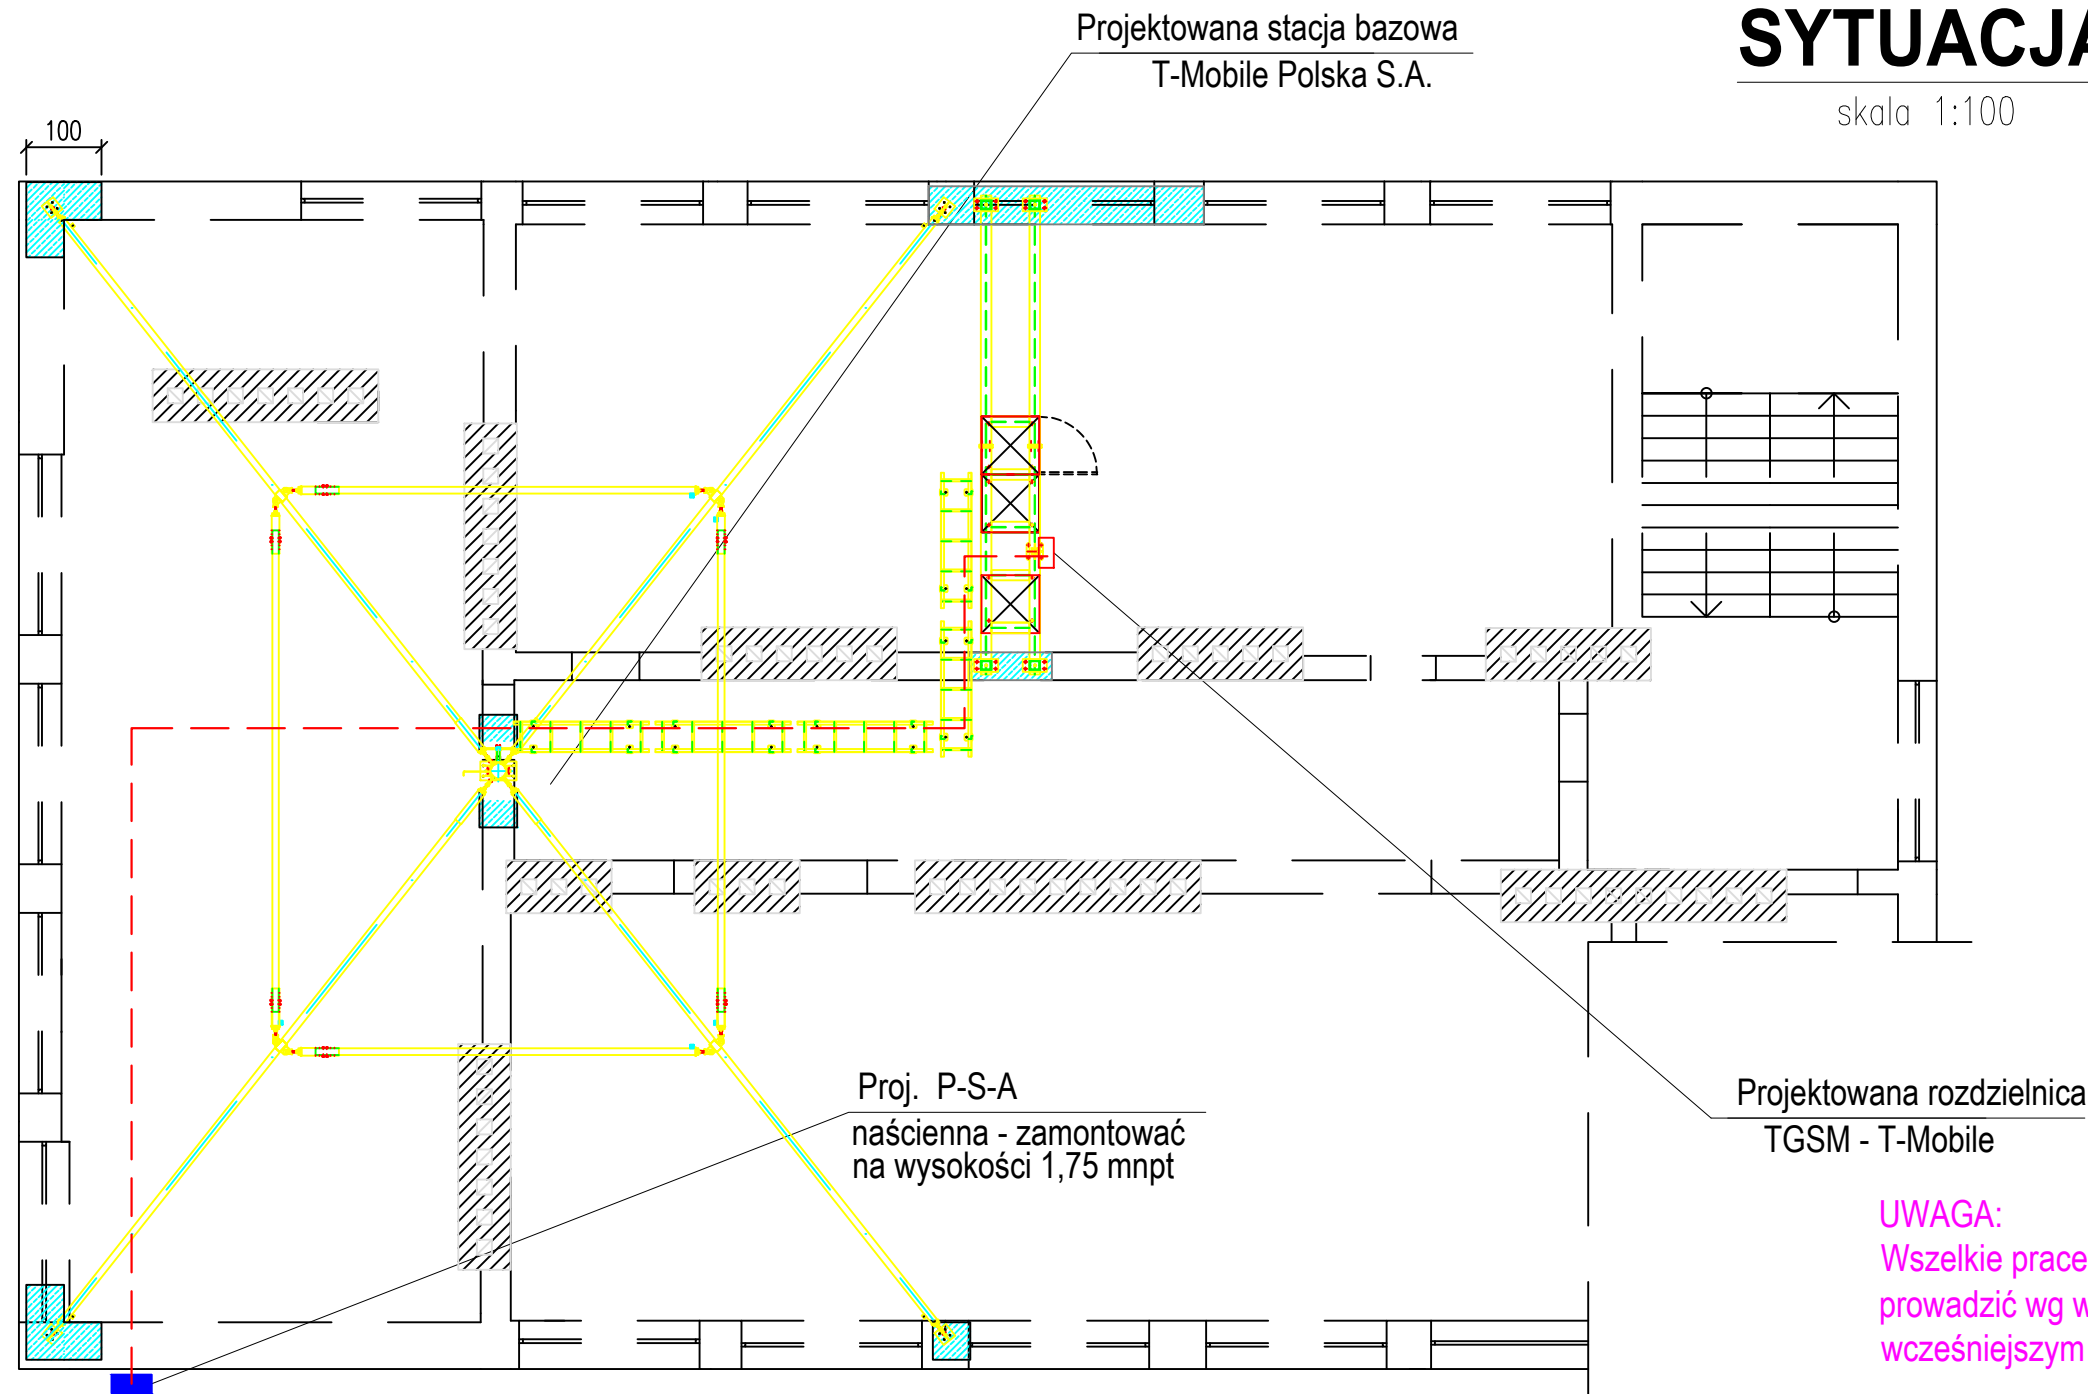 Projektowana stacja bazowa
T-Mobile Polska S.A.
SYTUACJA
skala 1:100
100
Proj. P-S-A
naścienna - zamontować
na wysokości 1,75 mnpt
Projektowana rozdzielnica
TGSM - T-Mobile
UWAGA:
Wszelkie prace
prowadzić wg w
wcześniejszym